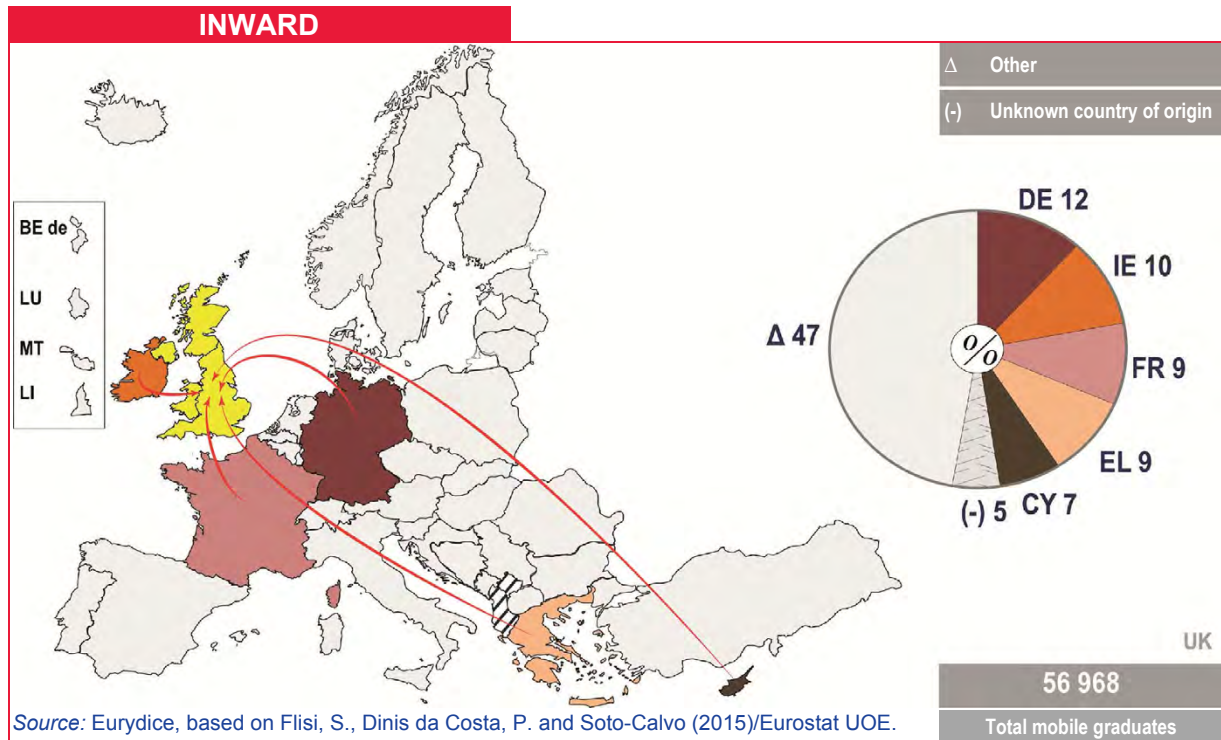 INWARD
Δ Other
(-) Unknown country of origin
BE de
LU
MT
LI
DE 12
IE 10
FR 9
EL 9
CY 7
(-) 5
Δ 47
%
UK
56 968
Total mobile graduates
Source: Eurydice, based on Flisi, S., Dinis da Costa, P. and Soto-Calvo (2015)/Eurostat UOE.